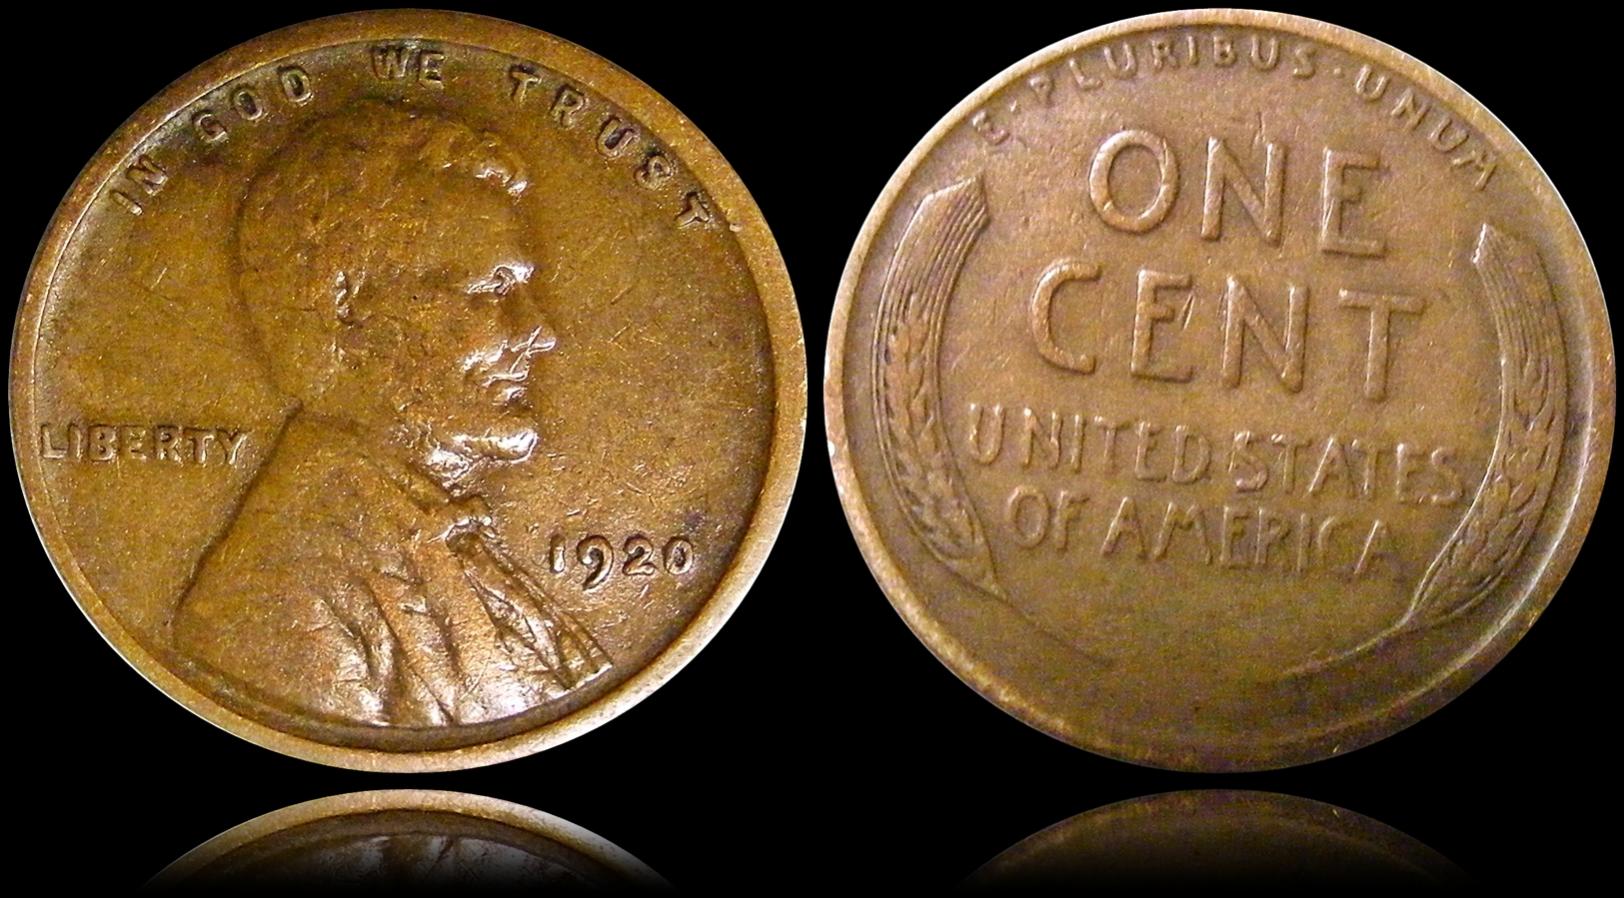 IN GOD WE TRUST
LIBERTY
1920
E·PLURIBUS·UNUM
ONE
CENT
UNITED STATES
OF AMERICA